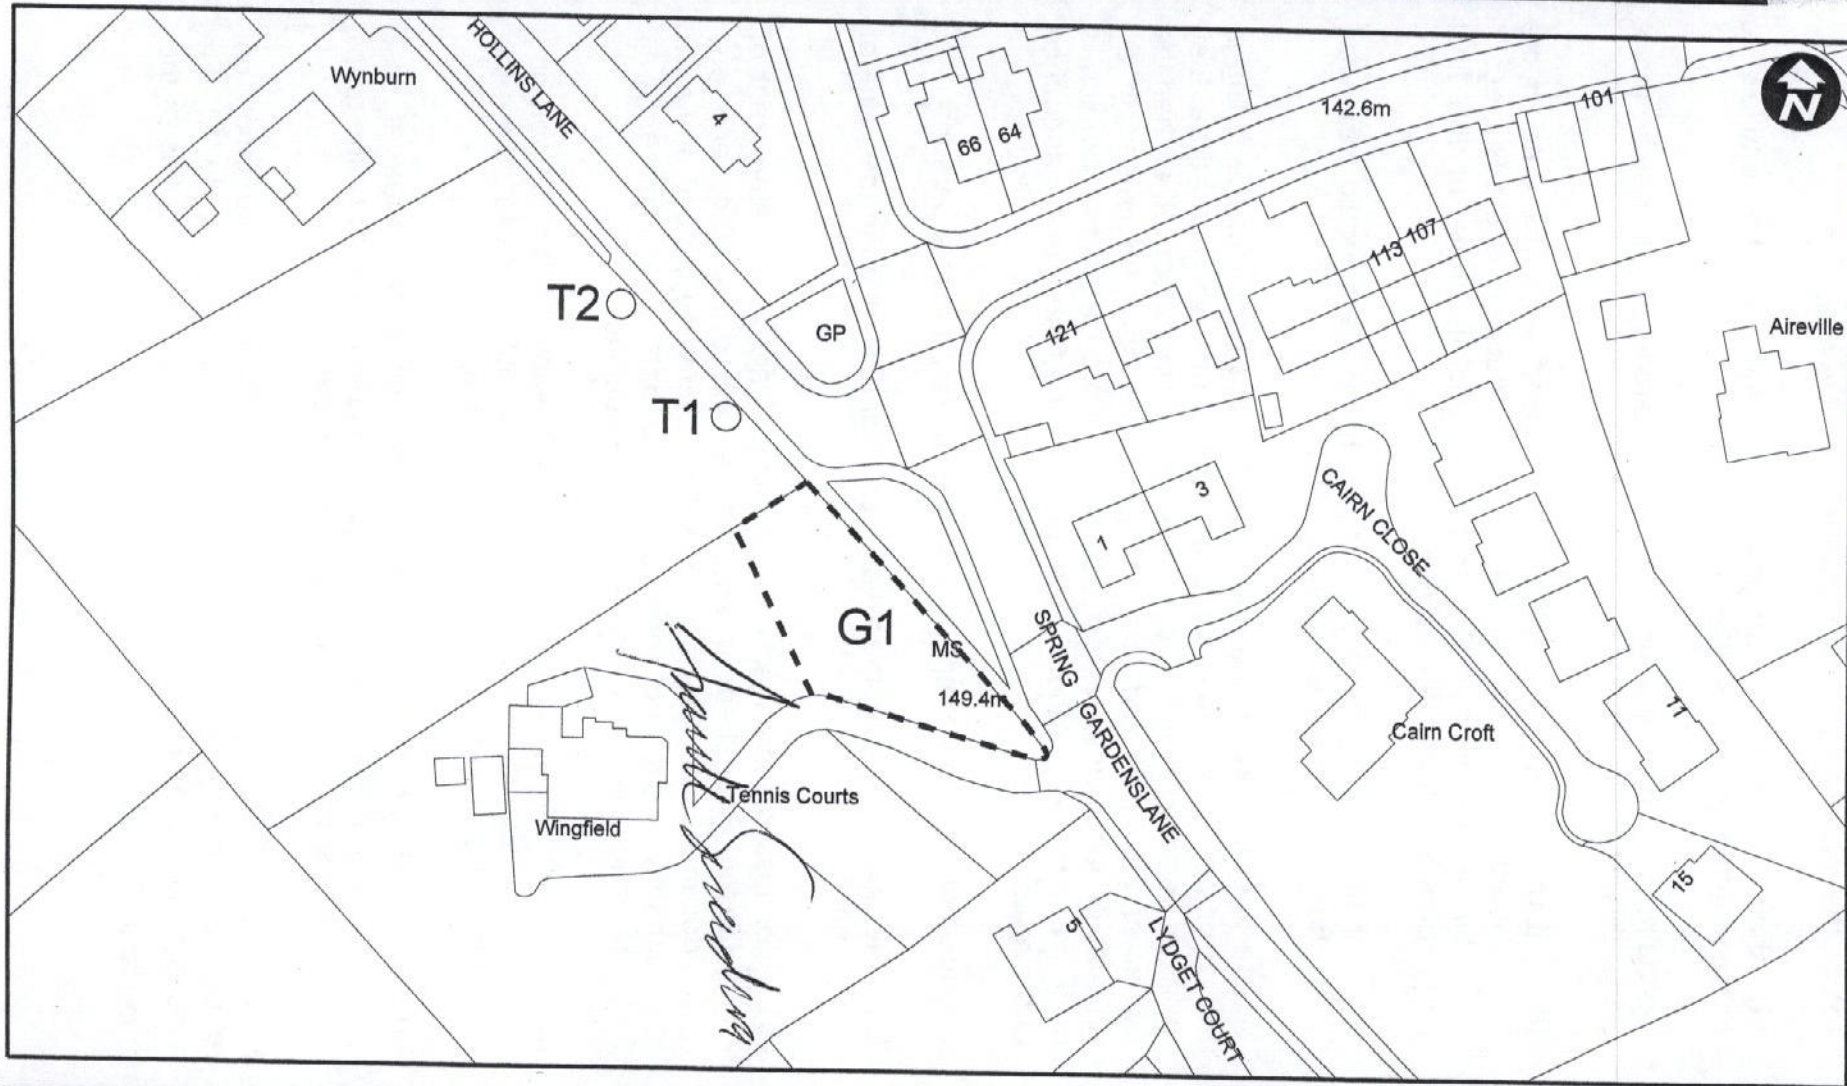 HOLLINS LANE
Wynburn
4
66
64
142.6m
101
N
T2
GP
121
113
107
Aireville
T1
1
3
CAIRN CLOSE
G1
MS
149.4m
SPRING
GARDENSLANE
Cairn Croft
11
Tennis Courts
Wingfield
15
5
LYDGET COURT